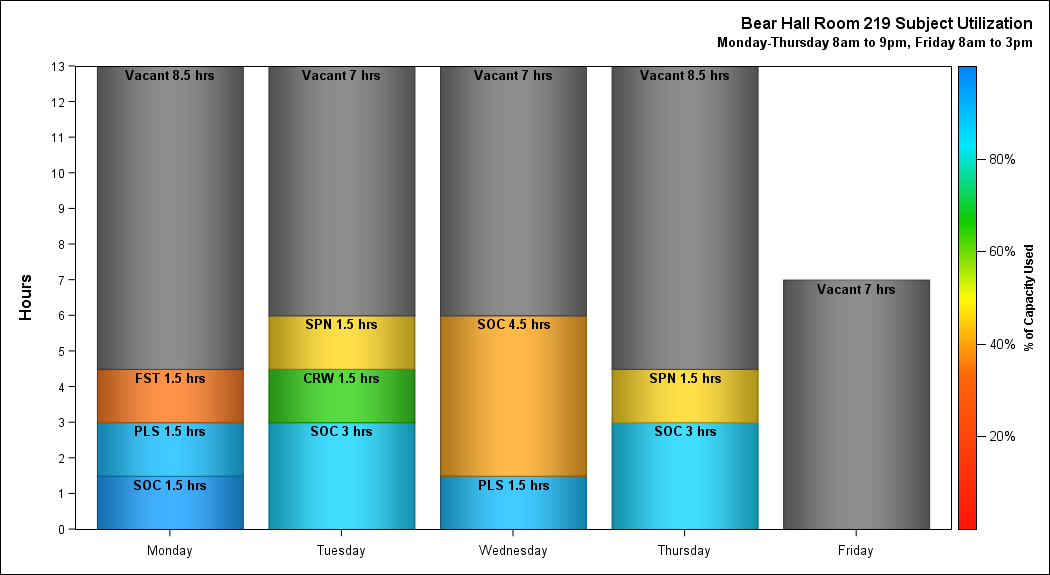 Bear Hall Room 219 Subject Utilization
Monday-Thursday 8am to 9pm, Friday 8am to 3pm
Hours
13
12
11
10
9
8
7
6
5
4
3
2
1
0
Vacant 8.5 hrs
FST 1.5 hrs
PLS 1.5 hrs
SOC 1.5 hrs
Vacant 7 hrs
SPN 1.5 hrs
CRW 1.5 hrs
SOC 3 hrs
Vacant 7 hrs
SOC 4.5 hrs
PLS 1.5 hrs
Vacant 8.5 hrs
SPN 1.5 hrs
SOC 3 hrs
Vacant 7 hrs
Monday
Tuesday
Wednesday
Thursday
Friday
80%
60%
40%
20%
% of Capacity Used